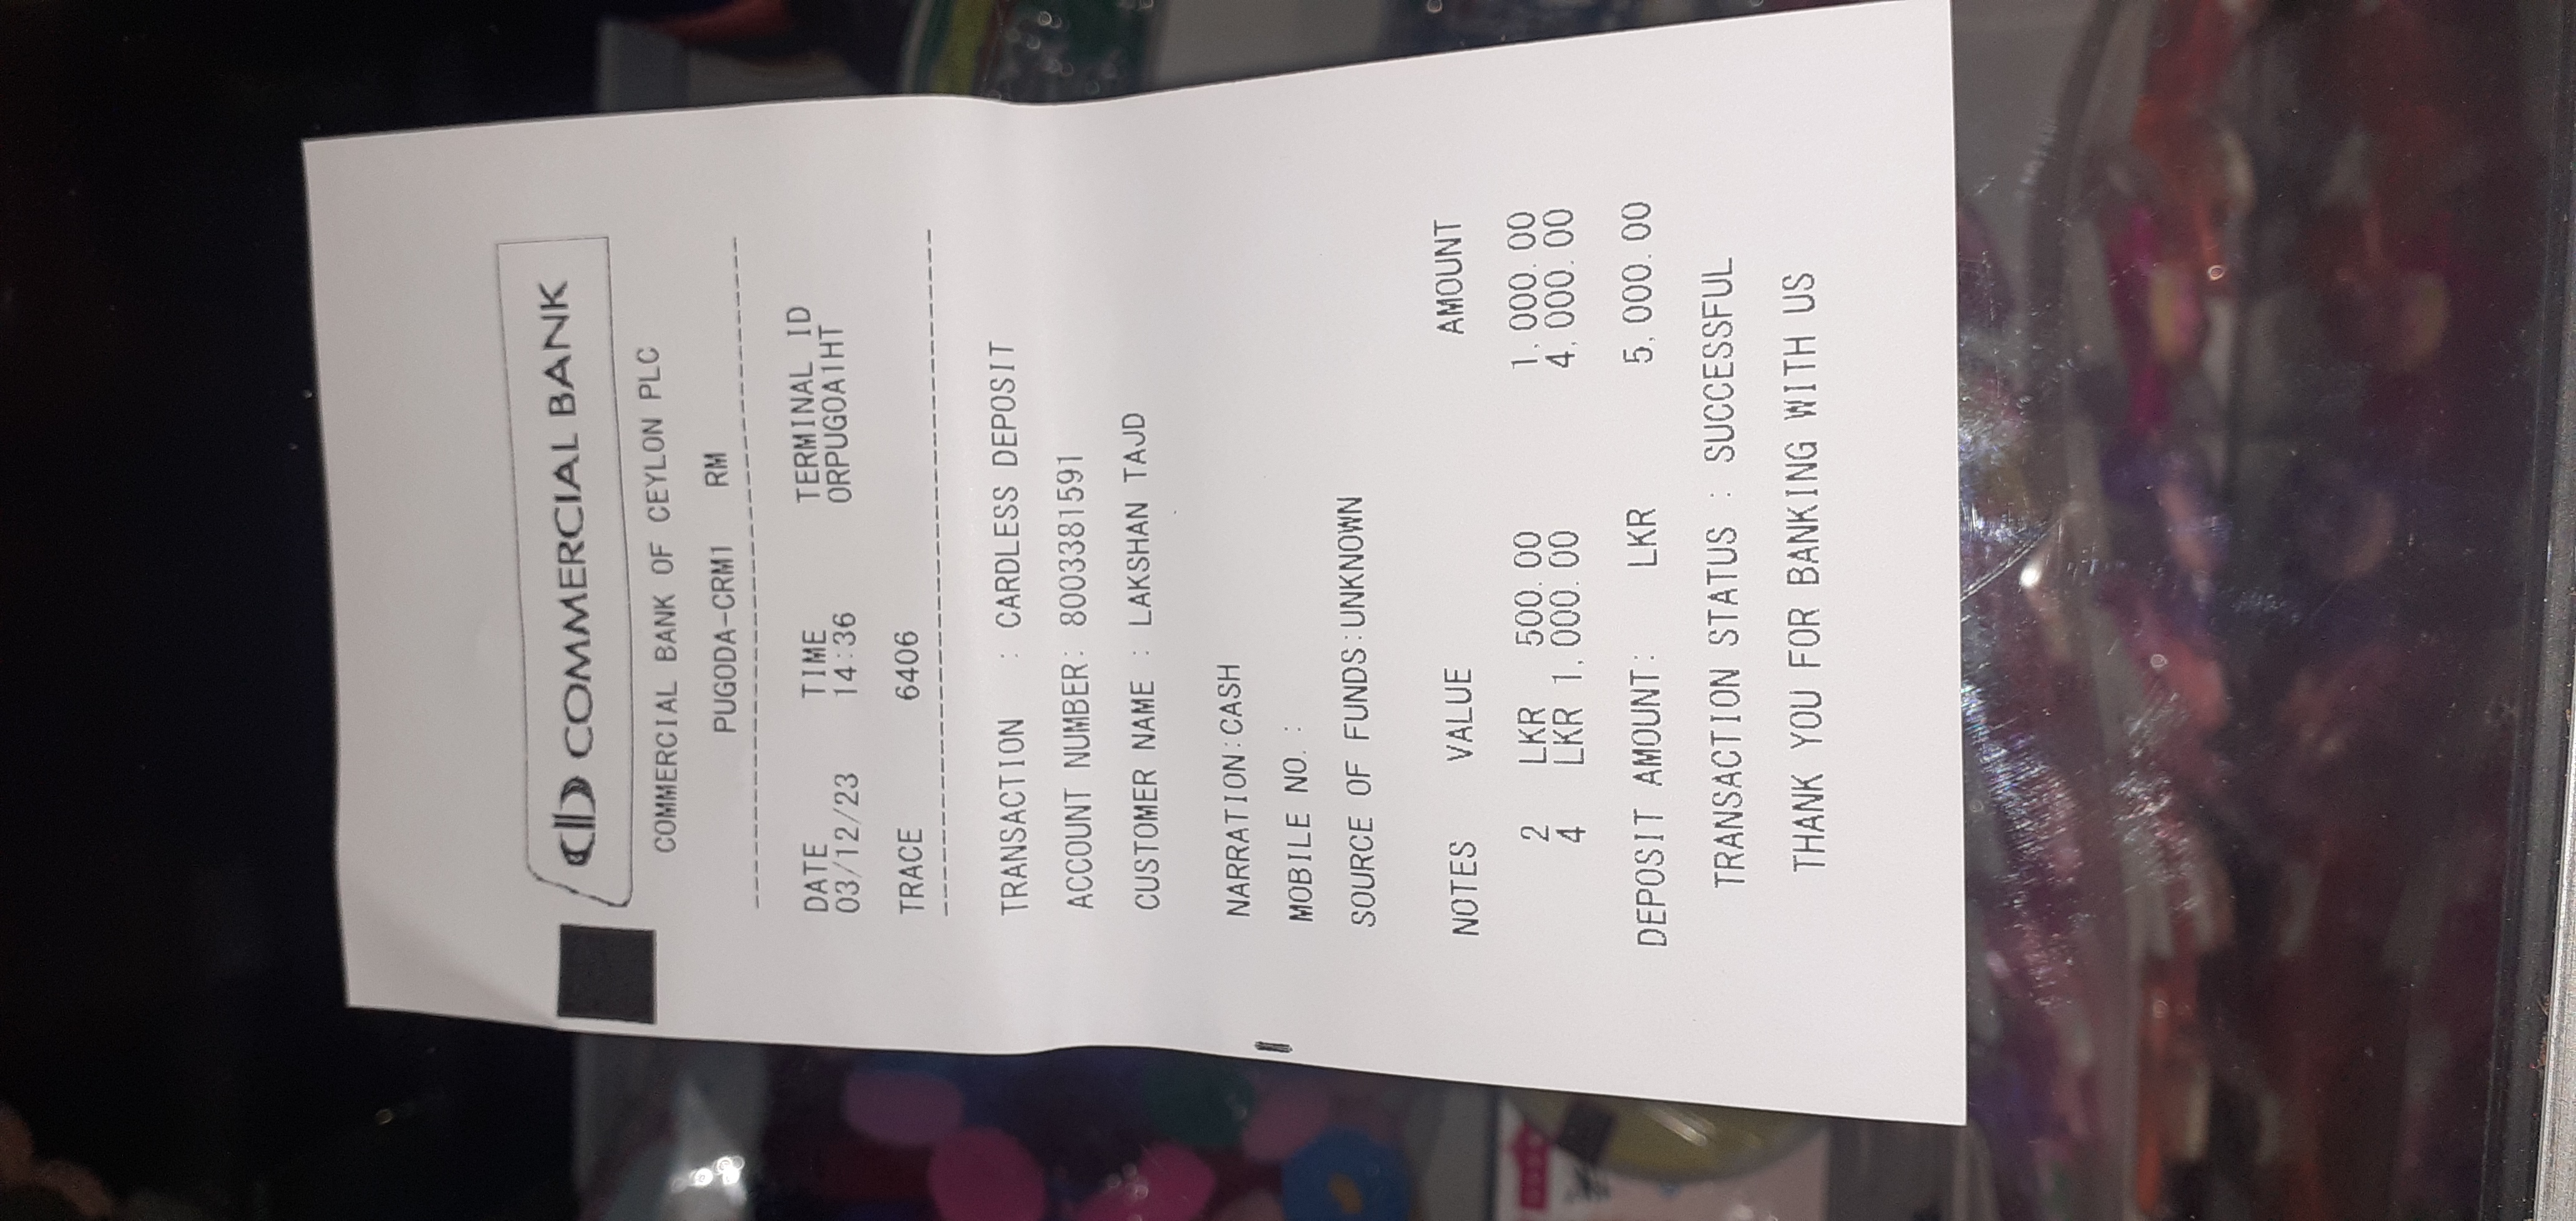 COMMERCIAL BANK
COMMERCIAL BANK OF CEYLON PLC
PUGODA-CRM1 RM
DATE TIME TERMINAL ID
03/12/23 14:36 ORPUGOA1HT
TRACE 6406
TRANSACTION : CARDLESS DEPOSIT
ACCOUNT NUMBER: 8003381591
CUSTOMER NAME : LAKSHAN TAJD
NARRATION:CASH
MOBILE NO. :
SOURCE OF FUNDS:UNKNOWN
NOTES VALUE AMOUNT
2 LKR 500.00 1,000.00
4 LKR 1,000.00 4,000.00
DEPOSIT AMOUNT: LKR 5,000.00
TRANSACTION STATUS : SUCCESSFUL
THANK YOU FOR BANKING WITH US